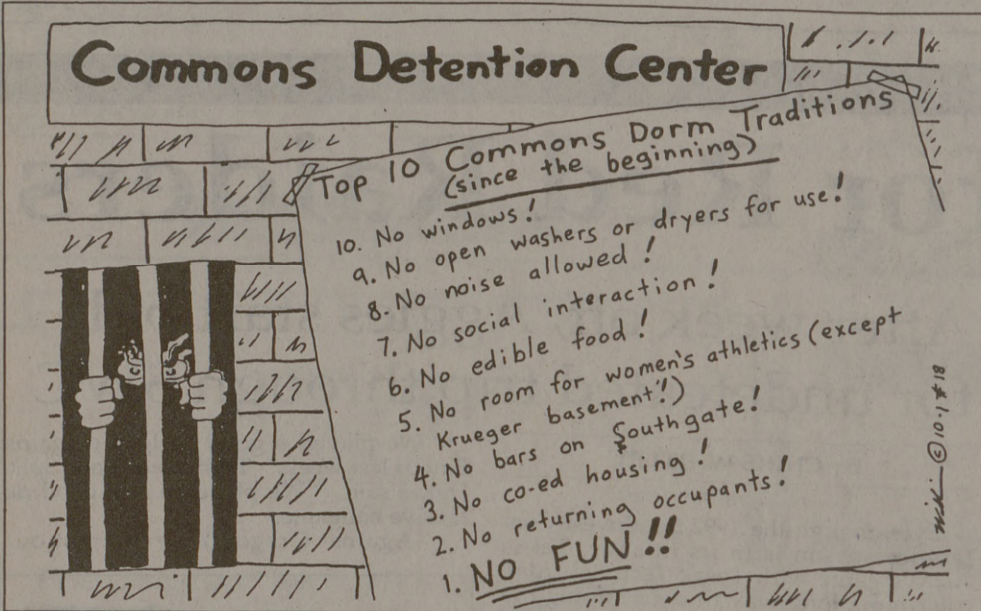 Commons Detention Center
Top 10 Commons Dorm Traditions
(since the beginning)
10. No windows!
9. No open washers or dryers for use!
8. No noise allowed!
7. No social interaction!
6. No edible food!
5. No room for women's athletics (except
Krueger basement!)
4. No bars on Southgate!
3. No co-ed housing!
2. No returning occupants!
1. NO FUN!!